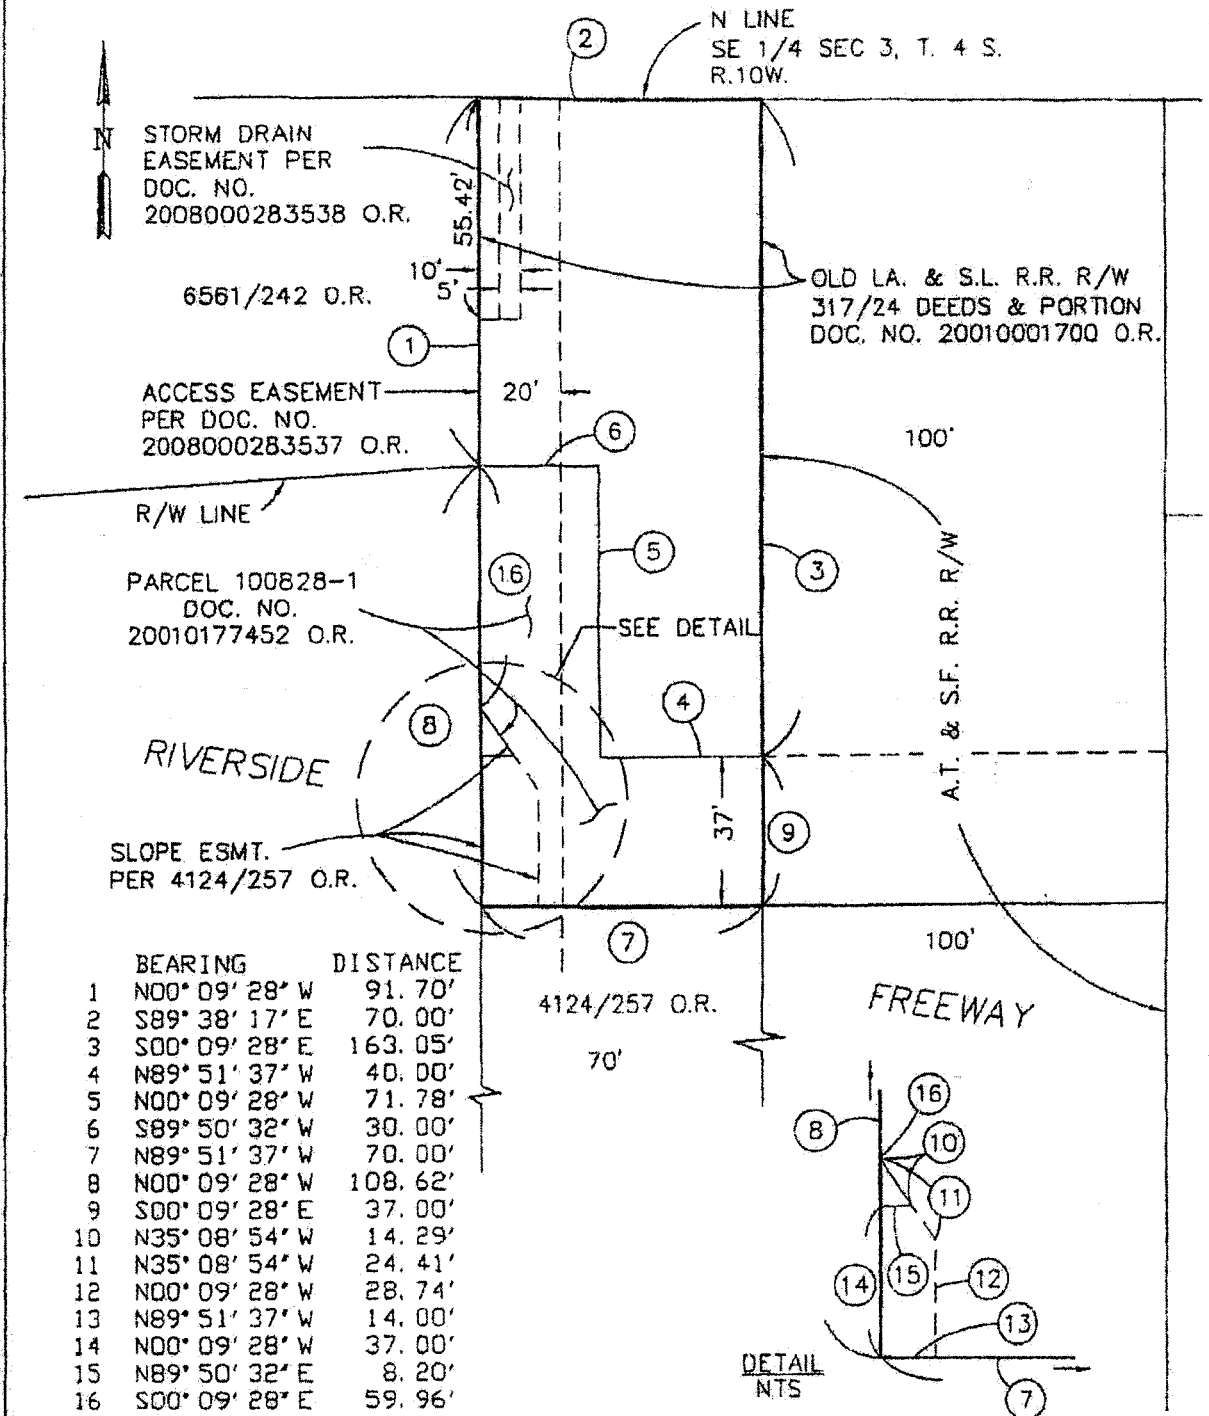 N LINE
SE 1/4 SEC 3, T. 4 S.
R.10W.
2
N
STORM DRAIN
EASEMENT PER
DOC. NO.
2008000283538 O.R.
55.42'
10'
5'
6561/242 O.R.
OLD LA. & S.L. R.R. R/W
317/24 DEEDS & PORTION
DOC. NO. 20010001700 O.R.
1
ACCESS EASEMENT
PER DOC. NO.
2008000283537 O.R.
20'
6
100'
R/W LINE
5
3
16
PARCEL 100828-1
DOC. NO.
20010177452 O.R.
SEE DETAIL
A.T. & S.F. R.R. R/W
4
8
RIVERSIDE
37'
9
SLOPE ESMT.
PER 4124/257 O.R.
7
100'
4124/257 O.R.
70'
FREEWAY
BEARING DISTANCE
1 N00° 09' 28" W 91.70'
2 S89° 38' 17" E 70.00'
3 S00° 09' 28" E 163.05'
4 N89° 51' 37" W 40.00'
5 N00° 09' 28" W 71.78'
6 S89° 50' 32" W 30.00'
7 N89° 51' 37" W 70.00'
8 N00° 09' 28" W 108.62'
9 S00° 09' 28" E 37.00'
10 N35° 08' 54" W 14.29'
11 N35° 08' 54" W 24.41'
12 N00° 09' 28" W 28.74'
13 N89° 51' 37" W 14.00'
14 N00° 09' 28" W 37.00'
15 N89° 50' 32" E 8.20'
16 S00° 09' 28" E 59.96'
16
8
10
11
14
15
12
13
DETAIL
NTS
7